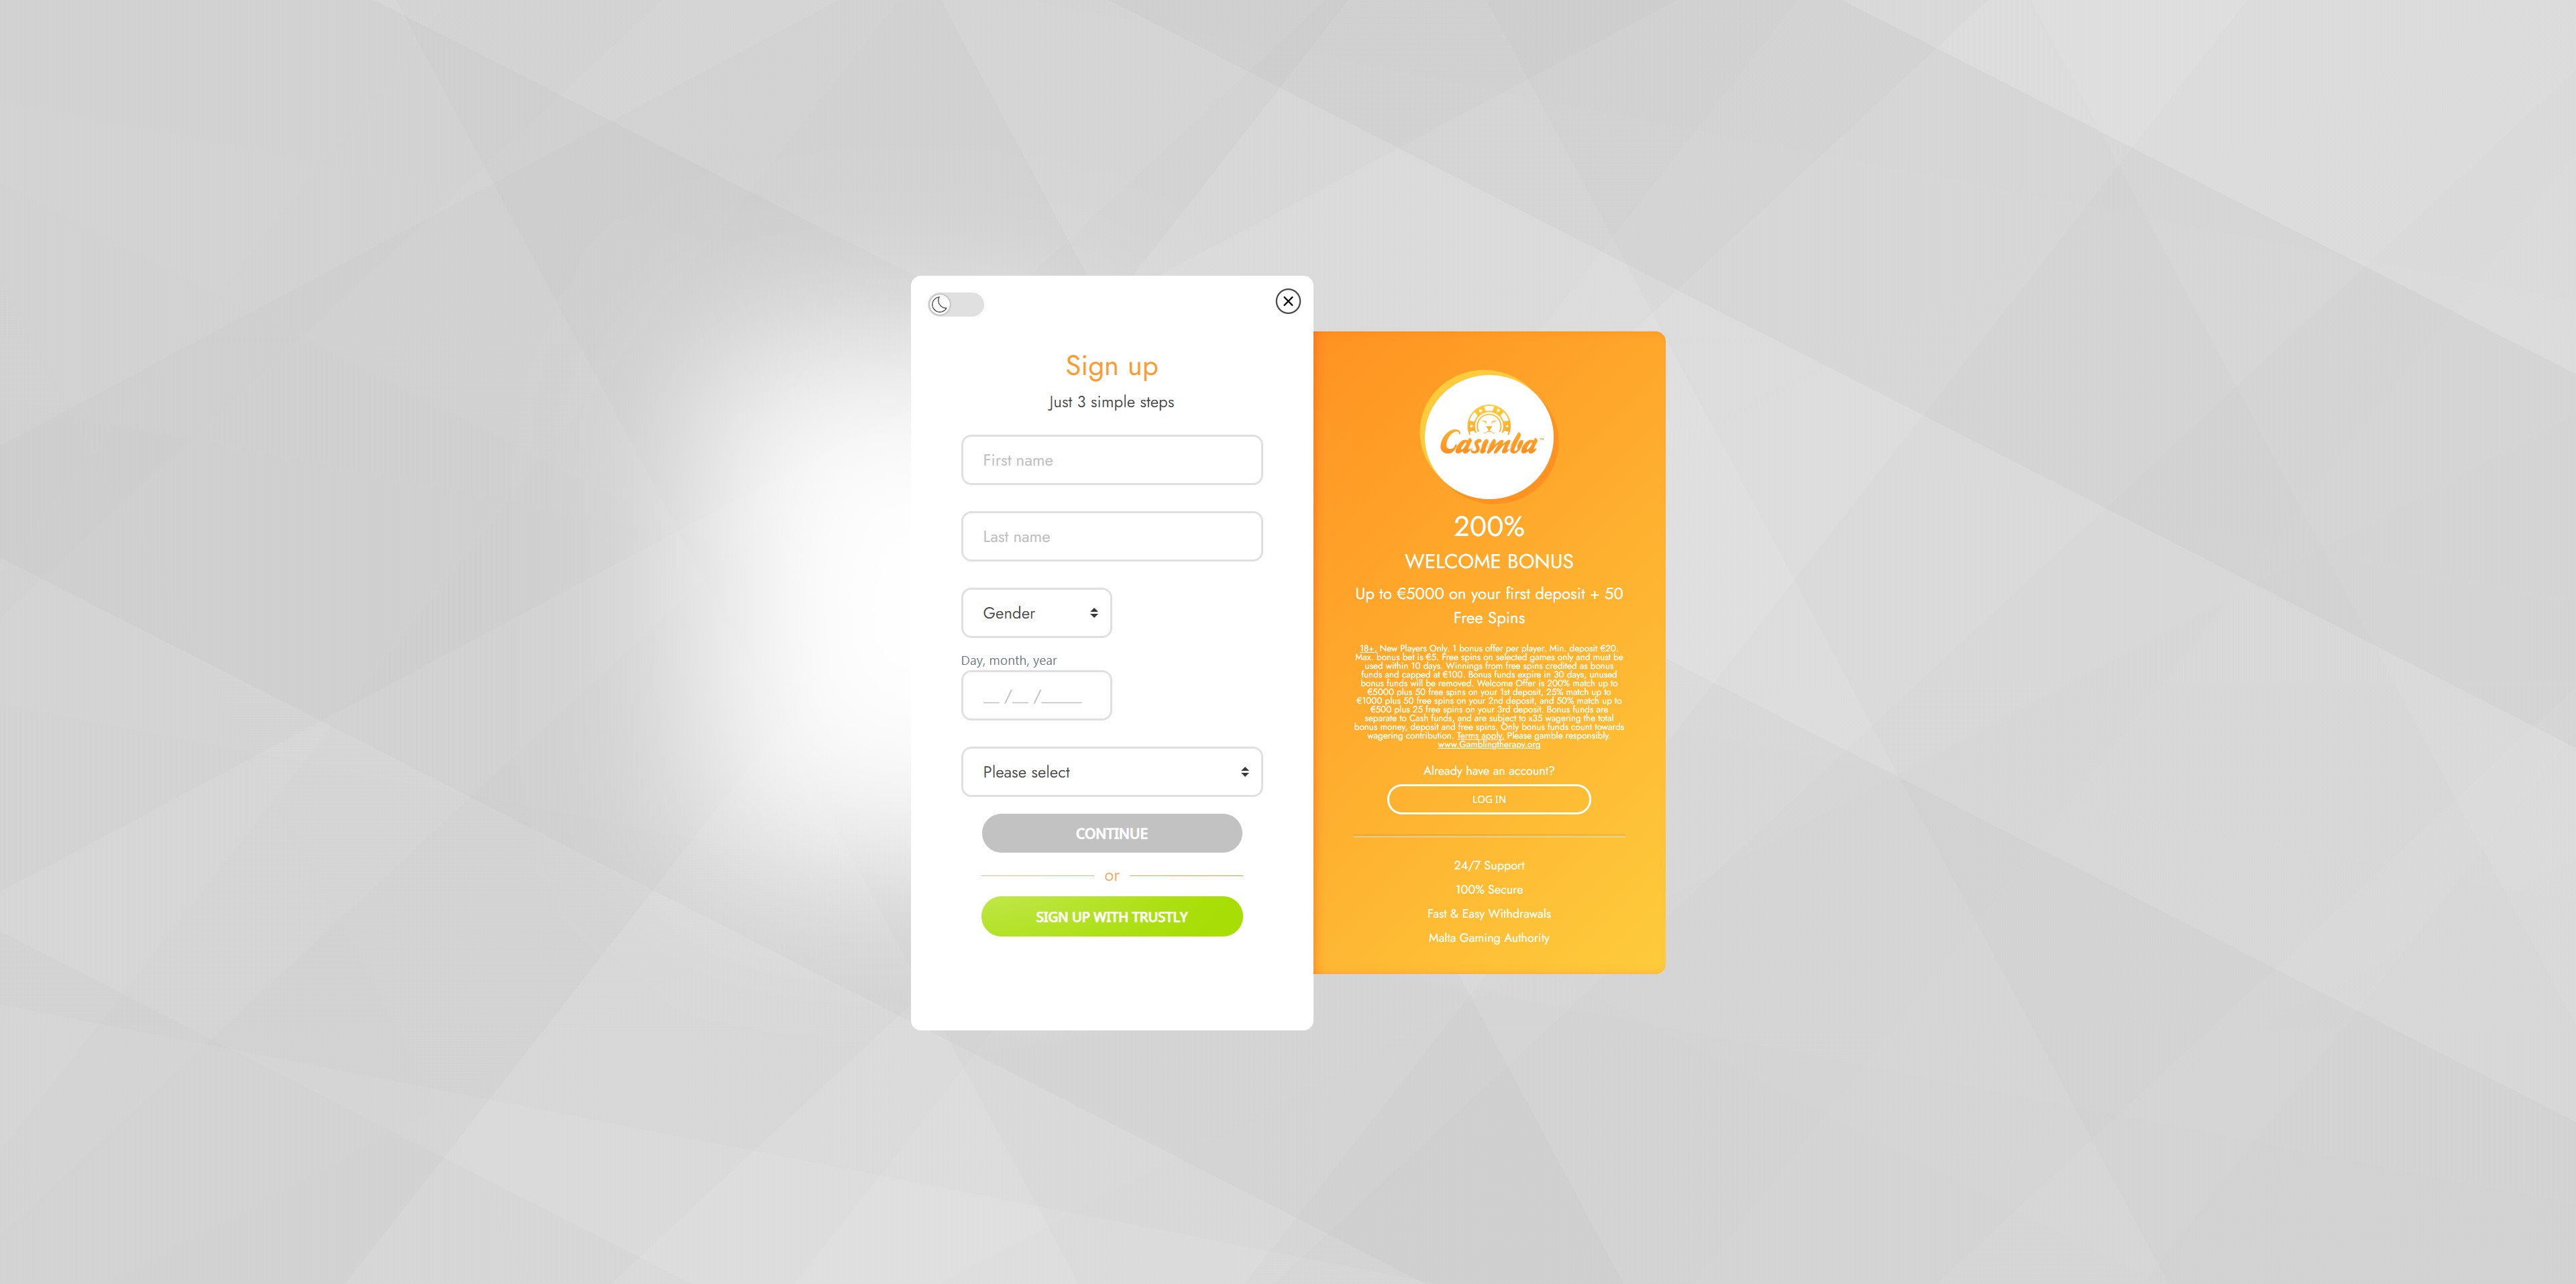 Sign up
Just 3 simple steps
First name
Last name
Gender
Day, month, year
__ /__ /____
Please select
CONTINUE
or
SIGN UP WITH TRUSTLY
Casimba™
200%
WELCOME BONUS
Up to €5000 on your first deposit + 50
Free Spins
18+. New Players Only. 1 bonus offer per player. Min. deposit €20.
Max. bonus bet is €5. Free spins on selected games only and must be
used within 10 days. Winnings from free spins credited as bonus
funds and capped at €100. Bonus funds expire in 30 days, unused
bonus funds will be removed. Welcome Offer is 200% match up to
€5000 plus 50 free spins on your 1st deposit, 25% match up to
€1000 plus 50 free spins on your 2nd deposit, and 50% match up to
€500 plus 25 free spins on your 3rd deposit. Bonus funds are
separate to Cash funds, and are subject to x35 wagering the total
bonus money, deposit and free spins. Only bonus funds count towards
wagering contribution. Terms apply. Please gamble responsibly.
www.Gamblingtherapy.org
Already have an account?
LOG IN
24/7 Support
100% Secure
Fast & Easy Withdrawals
Malta Gaming Authority